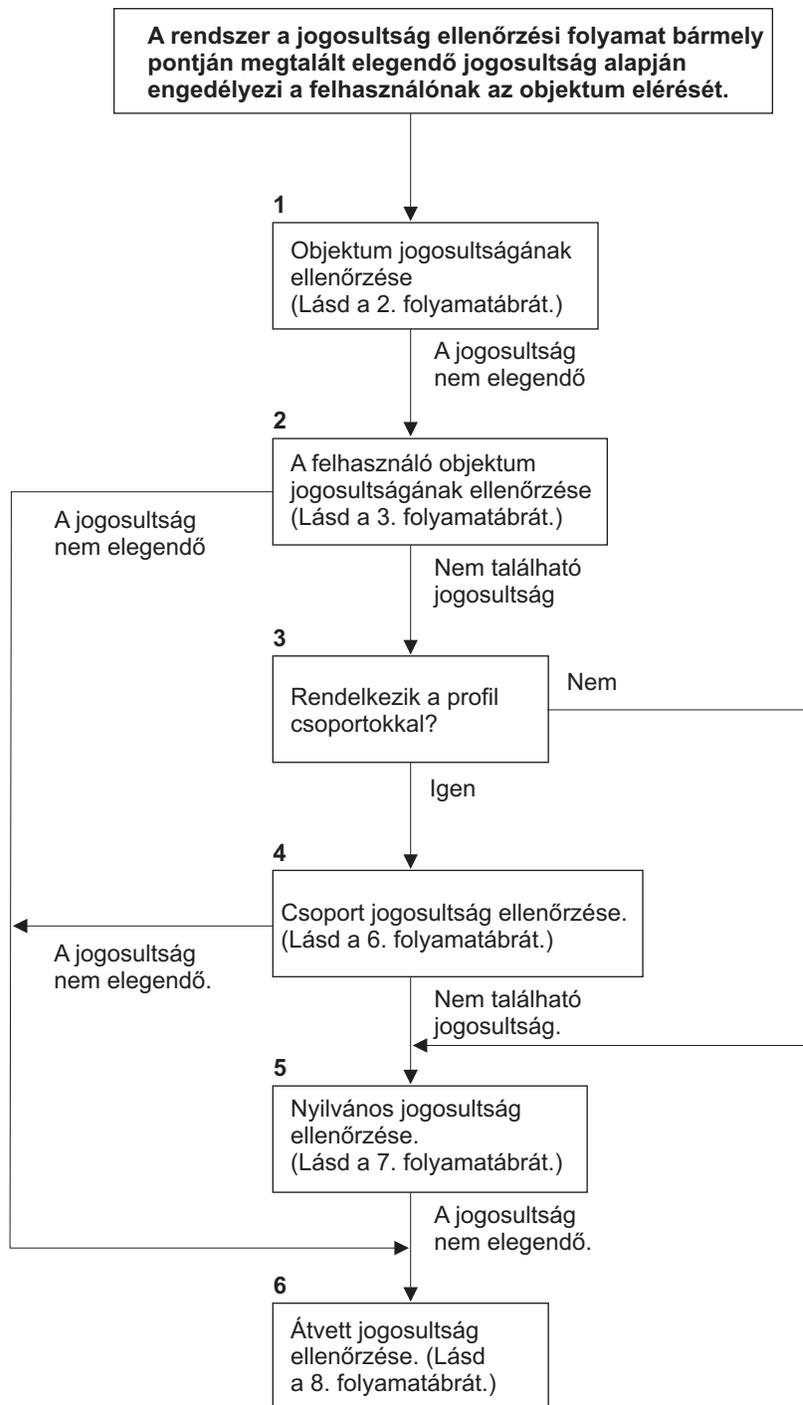 A rendszer a jogosultság ellenőrzési folyamat bármely
pontján megtalált elegendő jogosultság alapján
engedélyezi a felhasználónak az objektum elérését.
1
Objektum jogosultságának
ellenőrzése
(Lásd a 2. folyamatábrát.)
A jogosultság
nem elegendő
2
A felhasználó objektum
jogosultságának ellenőrzése
(Lásd a 3. folyamatábrát.)
A jogosultság
nem elegendő
Nem található
jogosultság
3
Rendelkezik a profil
csoportokkal?
Nem
Igen
4
Csoport jogosultság ellenőrzése.
(Lásd a 6. folyamatábrát.)
A jogosultság
nem elegendő.
Nem található
jogosultság.
5
Nyilvános jogosultság
ellenőrzése.
(Lásd a 7. folyamatábrát.)
A jogosultság
nem elegendő.
6
Átvett jogosultság
ellenőrzése. (Lásd
a 8. folyamatábrát.)